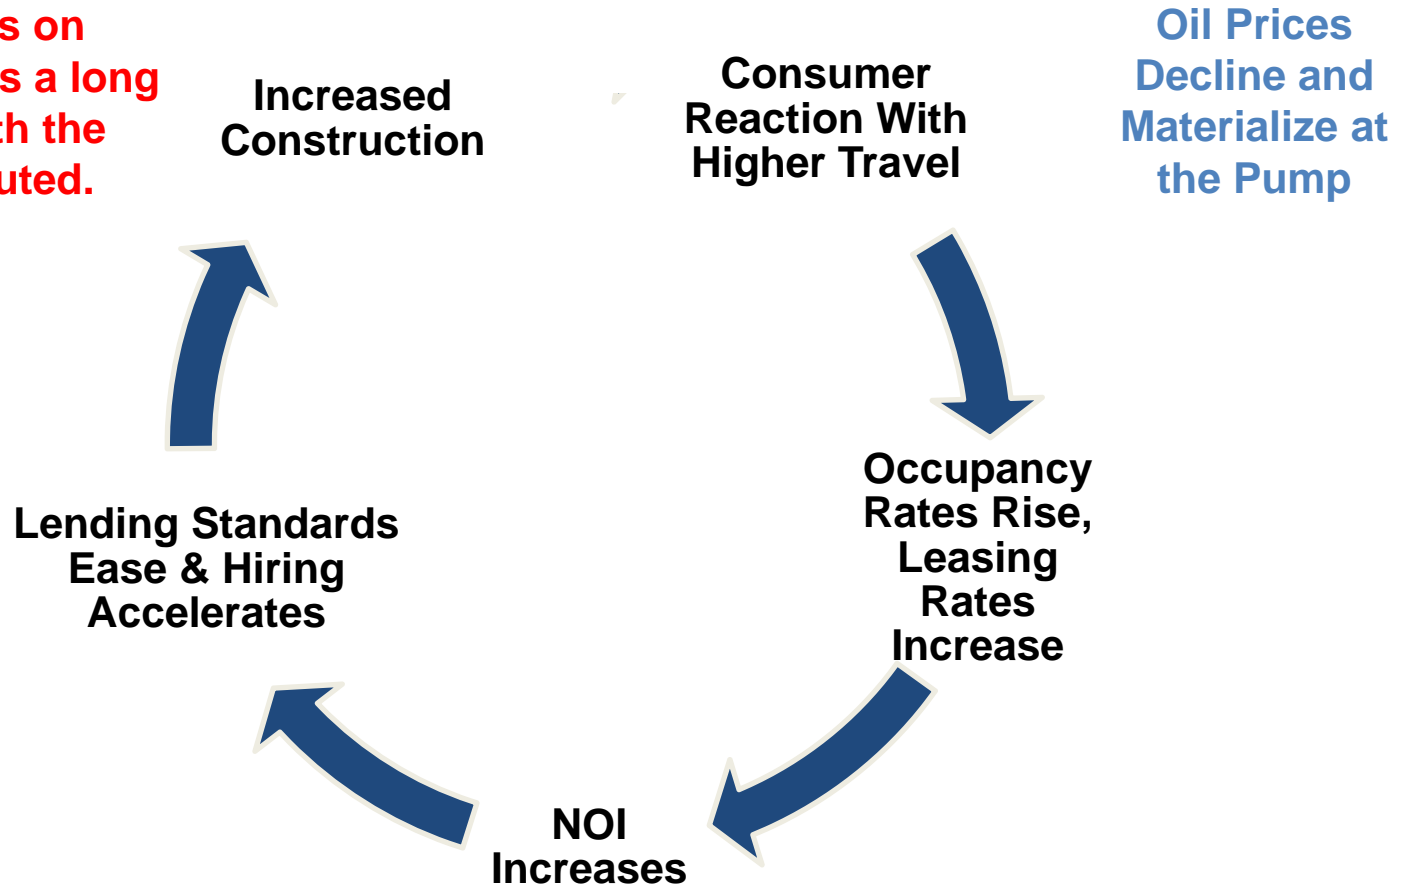 s on
s a long
th the
uted.
Increased
Construction
Consumer
Reaction With
Higher Travel
Oil Prices
Decline and
Materialize at
the Pump
Occupancy
Rates Rise,
Leasing
Rates
Increase
NOI
Increases
Lending Standards
Ease & Hiring
Accelerates